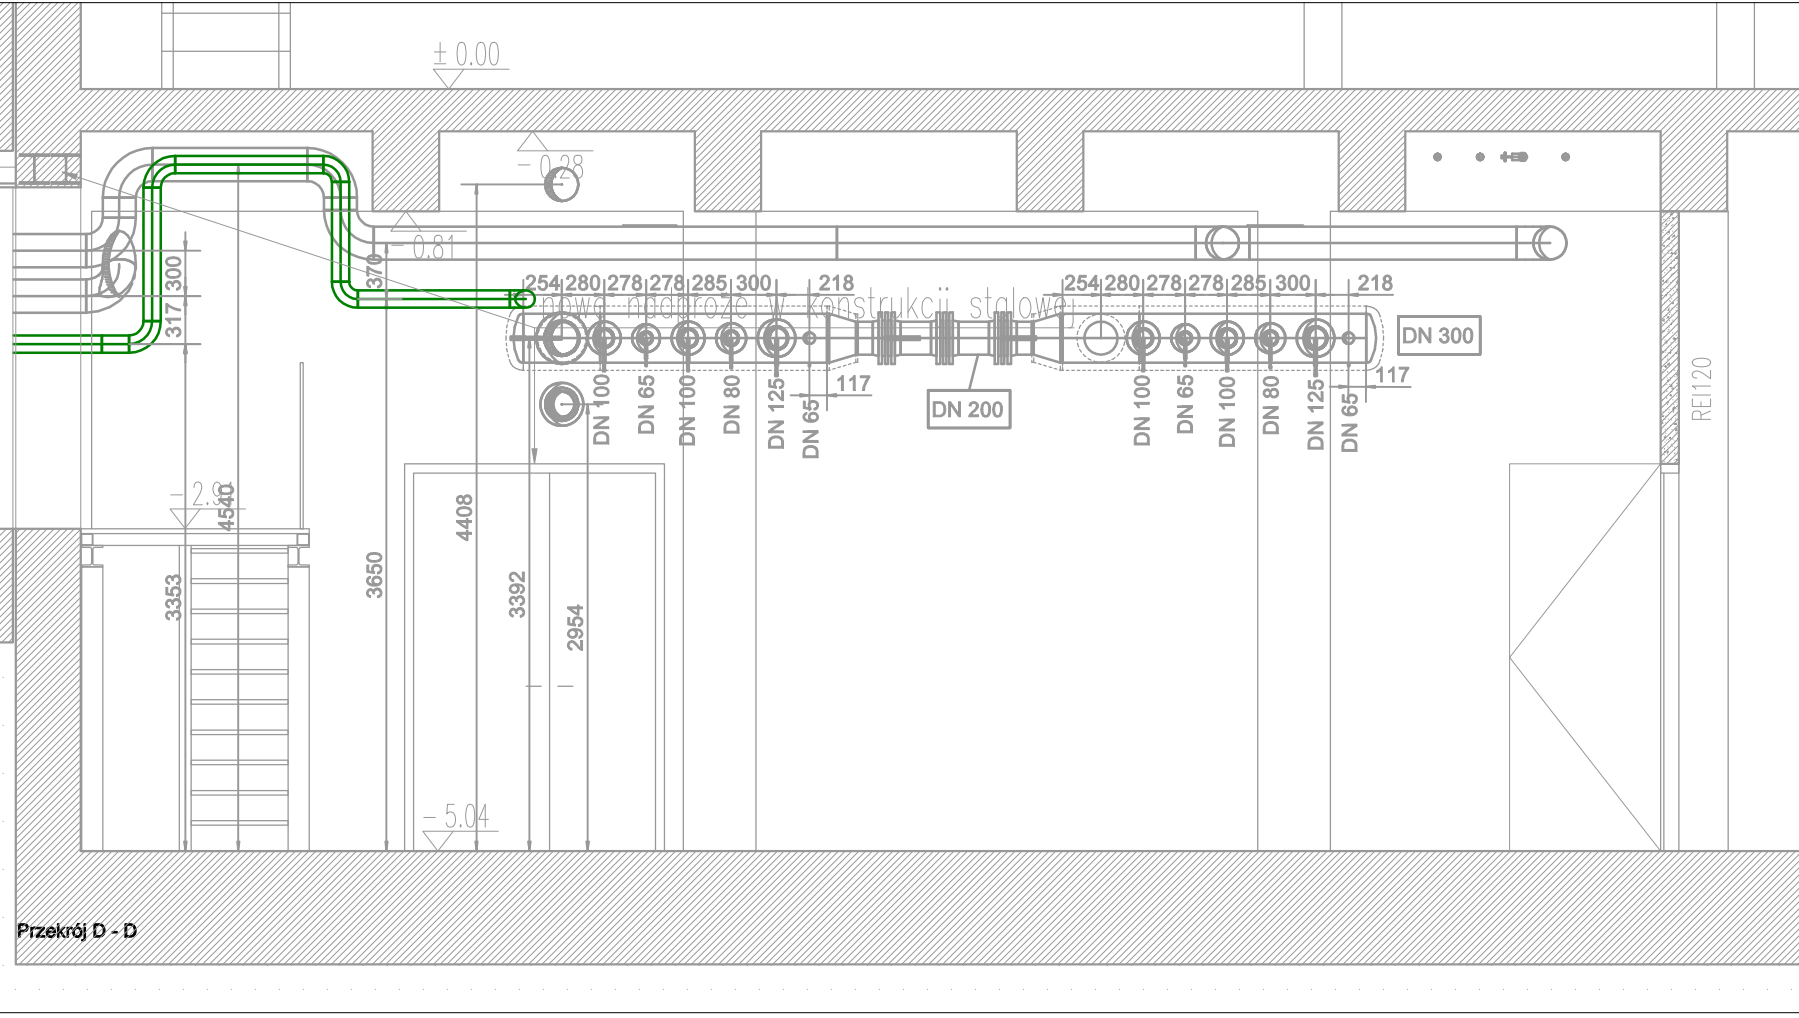 ± 0.00
- 0.28
- 0.81
370
300
317
254 280 278 278 285 300 218
254 280 278 278 285 300 218
nowe nadproże w konstrukcji stalowej
DN 300
DN 200
117
117
DN 100
DN 65
DN 100
DN 80
DN 125
DN 65
DN 100
DN 65
DN 100
DN 80
DN 125
DN 65
REI120
4540
4408
3353
3650
3392
2954
- 5.04
Przekrój D - D